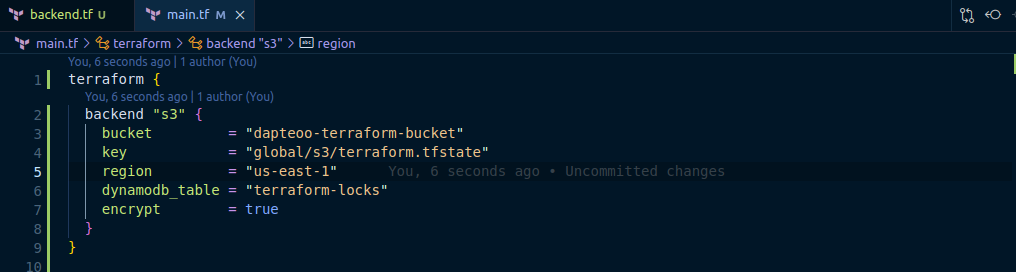 backend.tf U main.tf M
main.tf > terraform > backend "s3" > abc region
You, 6 seconds ago | 1 author (You)
1 terraform {
You, 6 seconds ago | 1 author (You)
2 backend "s3" {
3 bucket = "dapteoo-terraform-bucket"
4 key = "global/s3/terraform.tfstate"
5 region = "us-east-1" You, 6 seconds ago • Uncommitted changes
6 dynamodb_table = "terraform-locks"
7 encrypt = true
8 }
9 }
10